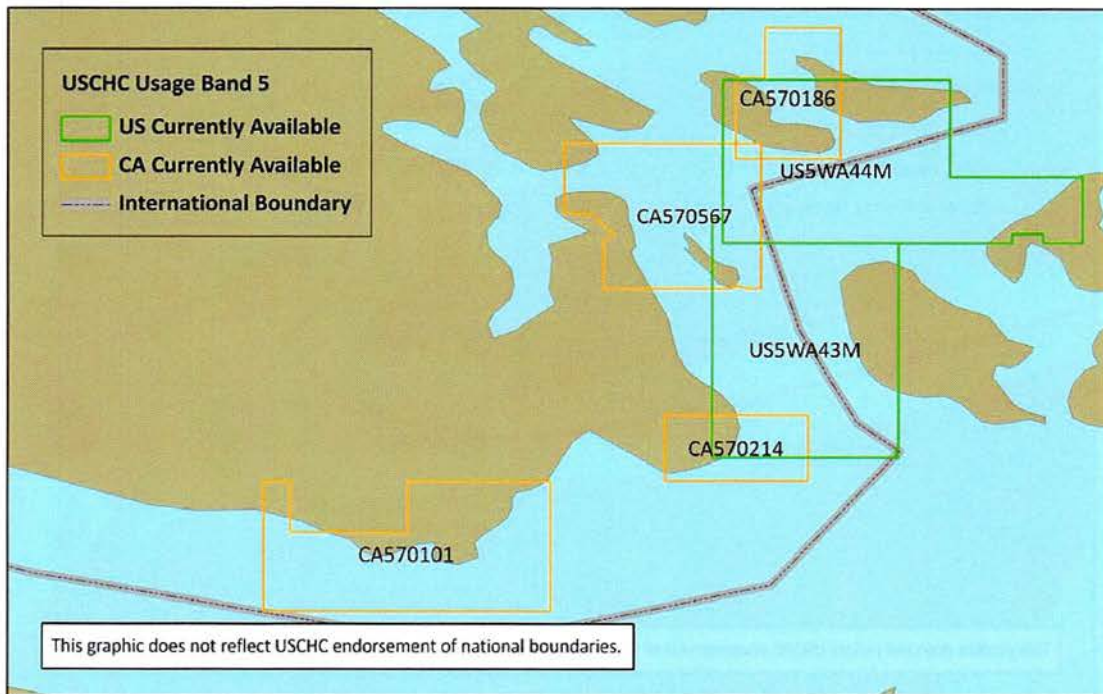 USCHC Usage Band 5
US Currently Available
CA Currently Available
International Boundary
CA570186
US5WA44M
CA570567
US5WA43M
CA570214
CA570101
This graphic does not reflect USCHC endorsement of national boundaries.